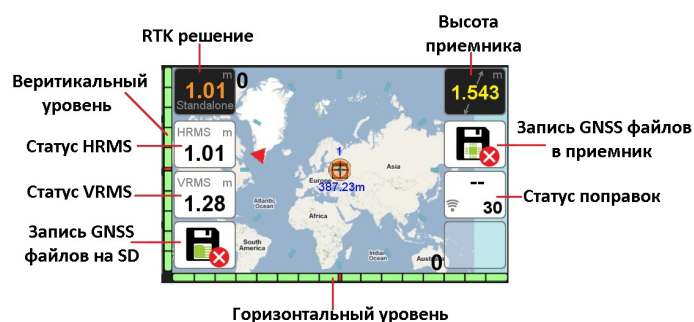 RTK решение
Высота
приемника
Веритикальный
уровень
m
1.01
Standalone
0
m
1.543
HRMS m
1.01
Статус HRMS
Запись GNSS файлов
в приемник
1
Europe
Asia
387.23m
VRMS m
1.28
Статус VRMS
--
30
Статус поправок
Atlantic
Ocean
Africa
Запись GNSS
файлов на SD
South
America
Indian
Ocean
0
Горизонтальный уровень